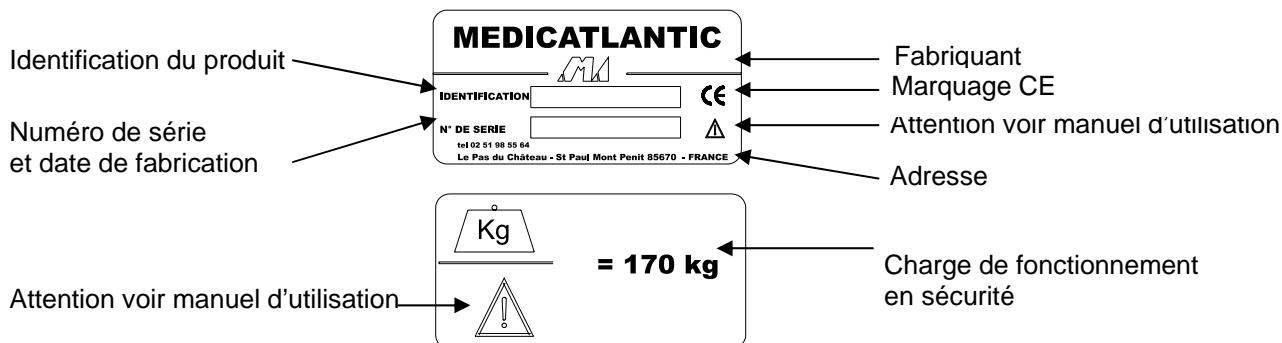 MEDICATLANTIC
Identification du produit
Fabriquant
IDENTIFICATION
CE
Marquage CE
Numéro de série
et date de fabrication
N° DE SERIE
Attention voir manuel d'utilisation
tel 02 51 98 55 64
Le Pas du Château - St Paul Mont Penit 85670 - FRANCE
Adresse
Kg
= 170 kg
Charge de fonctionnement
en sécurité
Attention voir manuel d'utilisation